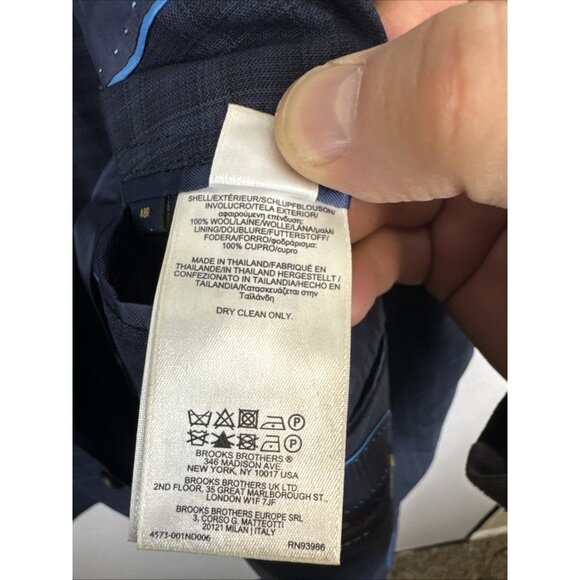 SHELL/EXTÉRIEUR/SCHLUPFBLOUSON/
INVOLUCRO/TELA EXTERIOR/
αφαιρούμενη επένδυση:
100% WOOL/LAINE/WOLLE/LANA/μαλλί
LINING/DOUBLURE/FUTTERSTOFF/
FODERA/FORRO/φοδράρισμα:
100% CUPRO/cupro
MADE IN THAILAND/FABRIQUÉ EN
THAILANDE/IN THAILAND HERGESTELLT/
CONFEZIONATO IN TAILANDIA/HECHO EN
TAILANDIA/Κατασκευάζεται στην
Ταϊλάνδη
DRY CLEAN ONLY.
P
P
BROOKS BROTHERS ®
346 MADISON AVE.
NEW YORK, NY 10017 USA
BROOKS BROTHERS UK LTD.
2ND FLOOR, 35 GREAT MARLBOROUGH ST.,
LONDON W1F 7JF
BROOKS BROTHERS EUROPE SRL
3, CORSO G. MATTEOTTI
20121 MILAN | ITALY
4573-001ND006 RN93986